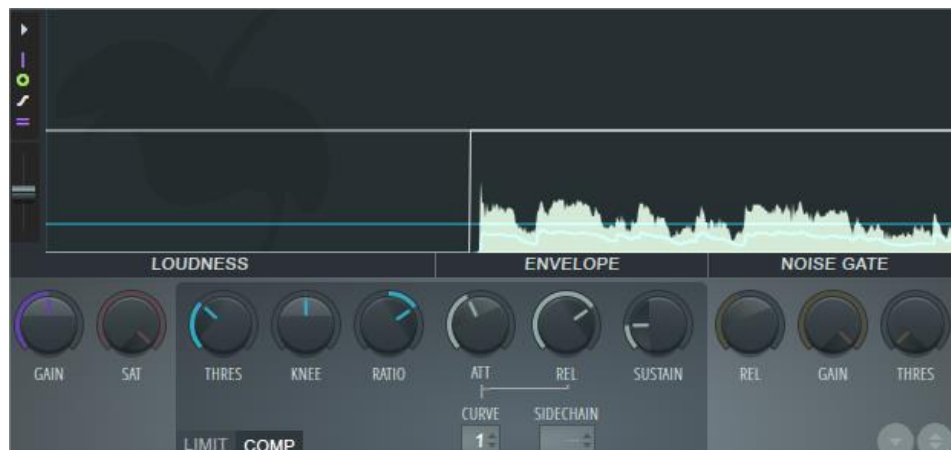 LOUDNESS ENVELOPE NOISE GATE
GAIN SAT THRES KNEE RATIO ATT REL SUSTAIN REL GAIN THRES
CURVE SIDECHAIN
1
LIMIT COMP